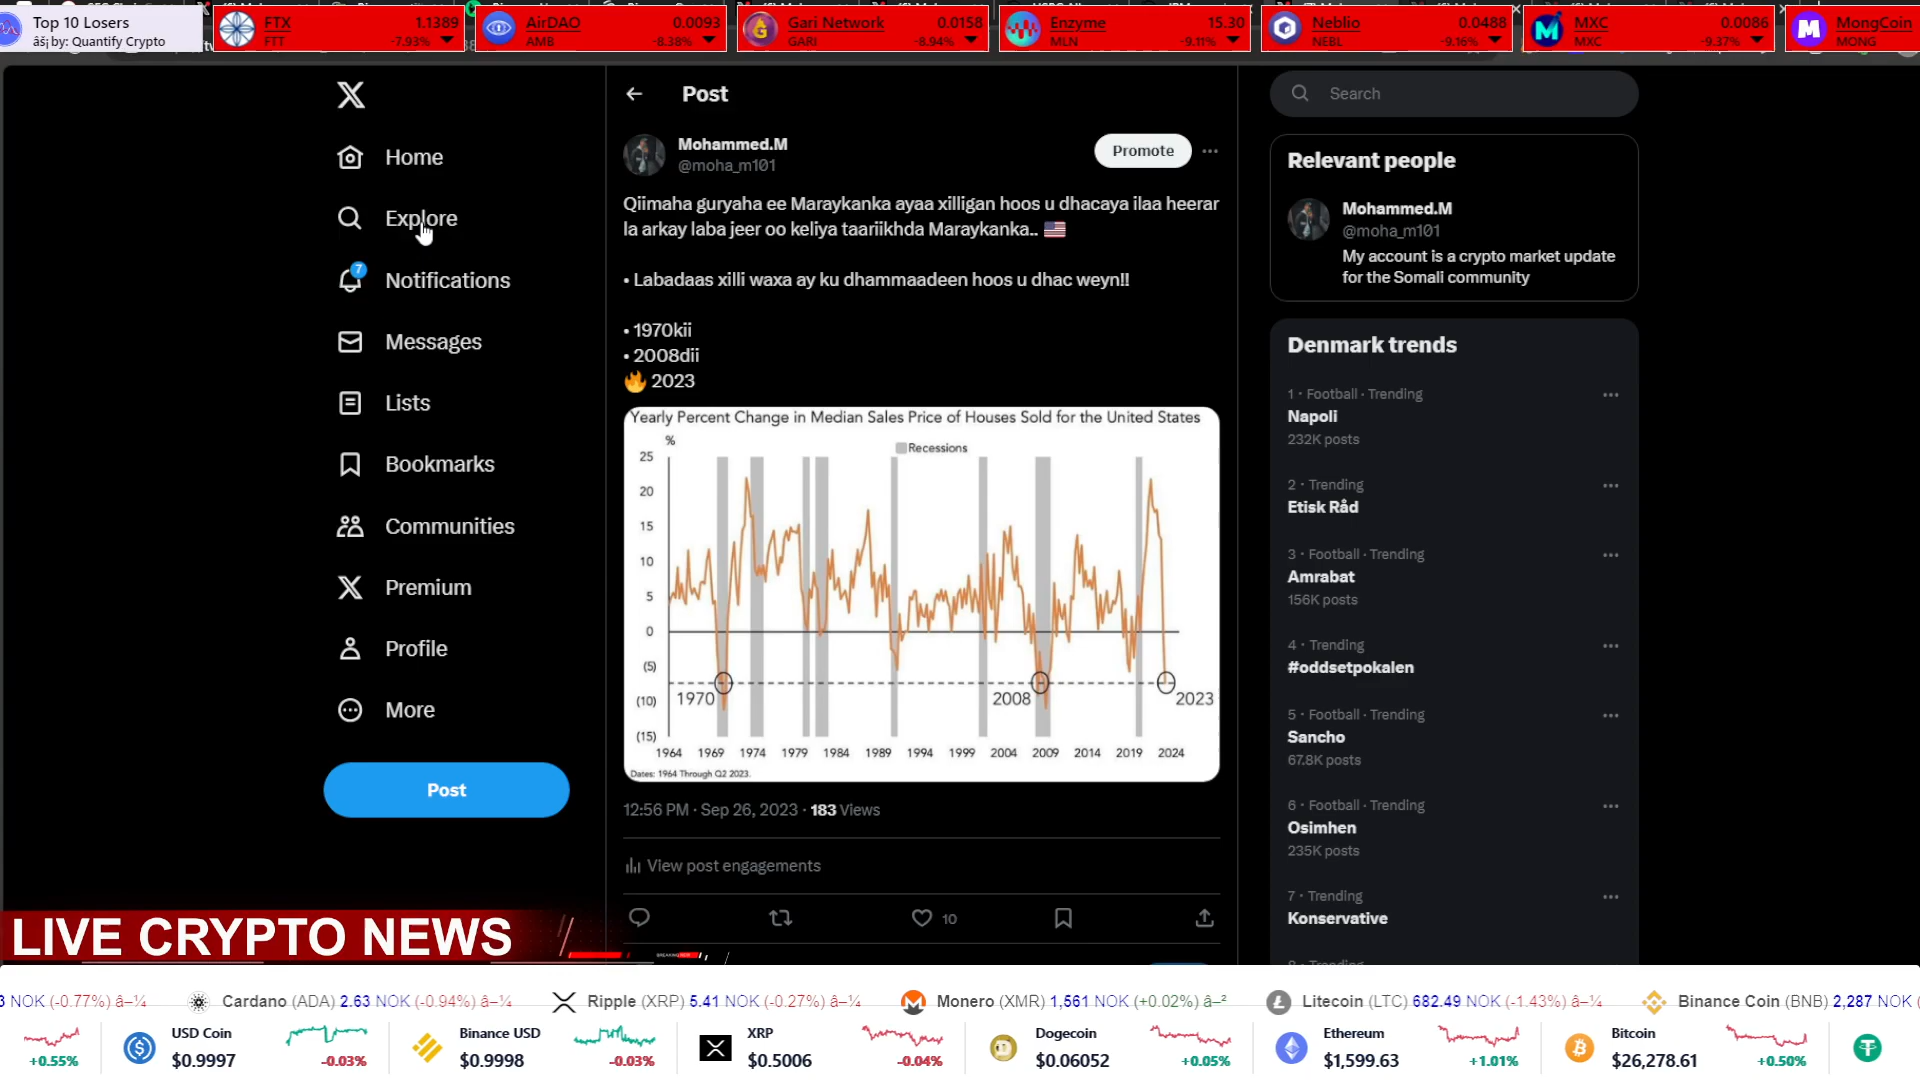 Top 10 Losers
âš¡ by: Quantify Crypto
FTX 1.1389
FTT -7.93%
AirDAO 0.0093
AMB -8.38%
Gari Network 0.0158
GARI -8.94%
Enzyme 15.30
MLN -9.11%
Neblio 0.0488
NEBL -9.16%
MXC 0.0086
MXC -9.37%
MongCoin
MONG
Home
Explore
7
Notifications
Messages
Lists
Bookmarks
Communities
Premium
Profile
More
Post
Post
Mohammed.M
@moha_m101
Promote
Qiimaha guryaha ee Maraykanka ayaa xilligan hoos u dhacaya ilaa heerar
la arkay laba jeer oo keliya taariikhda Maraykanka.. 🇺🇸
• Labadaas xilli waxa ay ku dhammaadeen hoos u dhac weyn!!
• 1970kii
• 2008dii
🔥 2023
Yearly Percent Change in Median Sales Price of Houses Sold for the United States
%
Recessions
25
20
15
10
5
0
(5)
(10)
(15)
1970
2008
2023
1964 1969 1974 1979 1984 1989 1994 1999 2004 2009 2014 2019 2024
Dates: 1964 Through Q2 2023.
12:56 PM · Sep 26, 2023 · 183 Views
View post engagements
10
Search
Relevant people
Mohammed.M
@moha_m101
My account is a crypto market update
for the Somali community
Denmark trends
1 · Football · Trending
Napoli
232K posts
2 · Trending
Etisk Råd
3 · Football · Trending
Amrabat
156K posts
4 · Trending
#oddsetpokalen
5 · Football · Trending
Sancho
67.8K posts
6 · Football · Trending
Osimhen
235K posts
7 · Trending
Konservative
LIVE CRYPTO NEWS
BREAKING NEWS
3 NOK (-0.77%) â–¼ Cardano (ADA) 2.63 NOK (-0.94%) â–¼ Ripple (XRP) 5.41 NOK (-0.27%) â–¼ Monero (XMR) 1,561 NOK (+0.02%) â–² Litecoin (LTC) 682.49 NOK (-1.43%) â–¼ Binance Coin (BNB) 2,287 NOK (
+0.55%
USD Coin
$0.9997 -0.03%
Binance USD
$0.9998 -0.03%
XRP
$0.5006 -0.04%
Dogecoin
$0.06052 +0.05%
Ethereum
$1,599.63 +1.01%
Bitcoin
$26,278.61 +0.50%